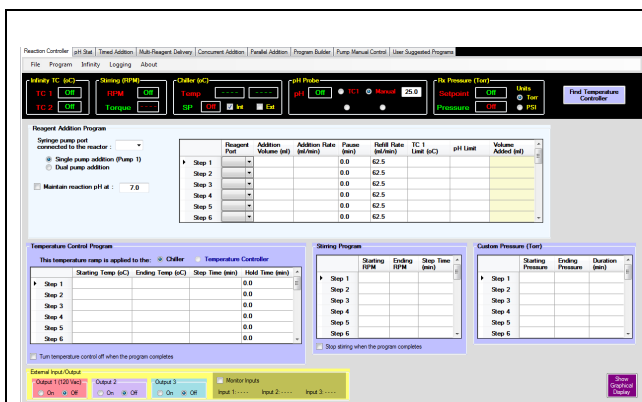 Reaction Controller pH Stat Timed Addition Multi-Reagent Delivery Concurrent Addition Parallel Addition Program Builder Pump Manual Control User Suggested Programs
File Program Infinity Logging About
Infinity TC (oC) Stirring (RPM) Chiller (oC) pH Probe Rx Pressure (Torr)
TC 1 Off RPM Off Temp ---- ---- pH Off TC1 Manual 25.0 Setpoint Off Units Torr
TC 2 Off Torque ---- SP Off Int Ext Pressure Off PSI
Find Temperature
Controller
Reagent Addition Program
Syringe pump port
connected to the reactor :
Single pump addition (Pump 1)
Dual pump addition
Maintain reaction pH at : 7.0
Reagent Port Addition Volume (ml) Addition Rate (ml/min) Pause (min) Refill Rate (ml/min) TC 1 Limit (oC) pH Limit Volume Added (ml)
Step 1 0.0 62.5
Step 2 0.0 62.5
Step 3 0.0 62.5
Step 4 0.0 62.5
Step 5 0.0 62.5
Step 6 0.0 62.5
Temperature Control Program
This temperature ramp is applied to the: Chiller Temperature Controller
Starting Temp (oC) Ending Temp (oC) Step Time (min) Hold Time (min)
Step 1 0.0
Step 2 0.0
Step 3 0.0
Step 4 0.0
Step 5 0.0
Step 6 0.0
Turn temperature control off when the program completes
Stirring Program
Starting RPM Ending RPM Step Time (min)
Step 1
Step 2
Step 3
Step 4
Step 5
Step 6
Stop stirring when the program completes
Custom Pressure (Torr)
Starting Pressure Ending Pressure Duration (min)
Step 1
Step 2
Step 3
Step 4
Step 5
Step 6
External Input/Output
Output 1 (120 Vac) Output 2 Output 3 Monitor Inputs
On Off On Off On Off Input 1: ---- Input 2: ---- Input 3: ----
Show
Graphical
Display